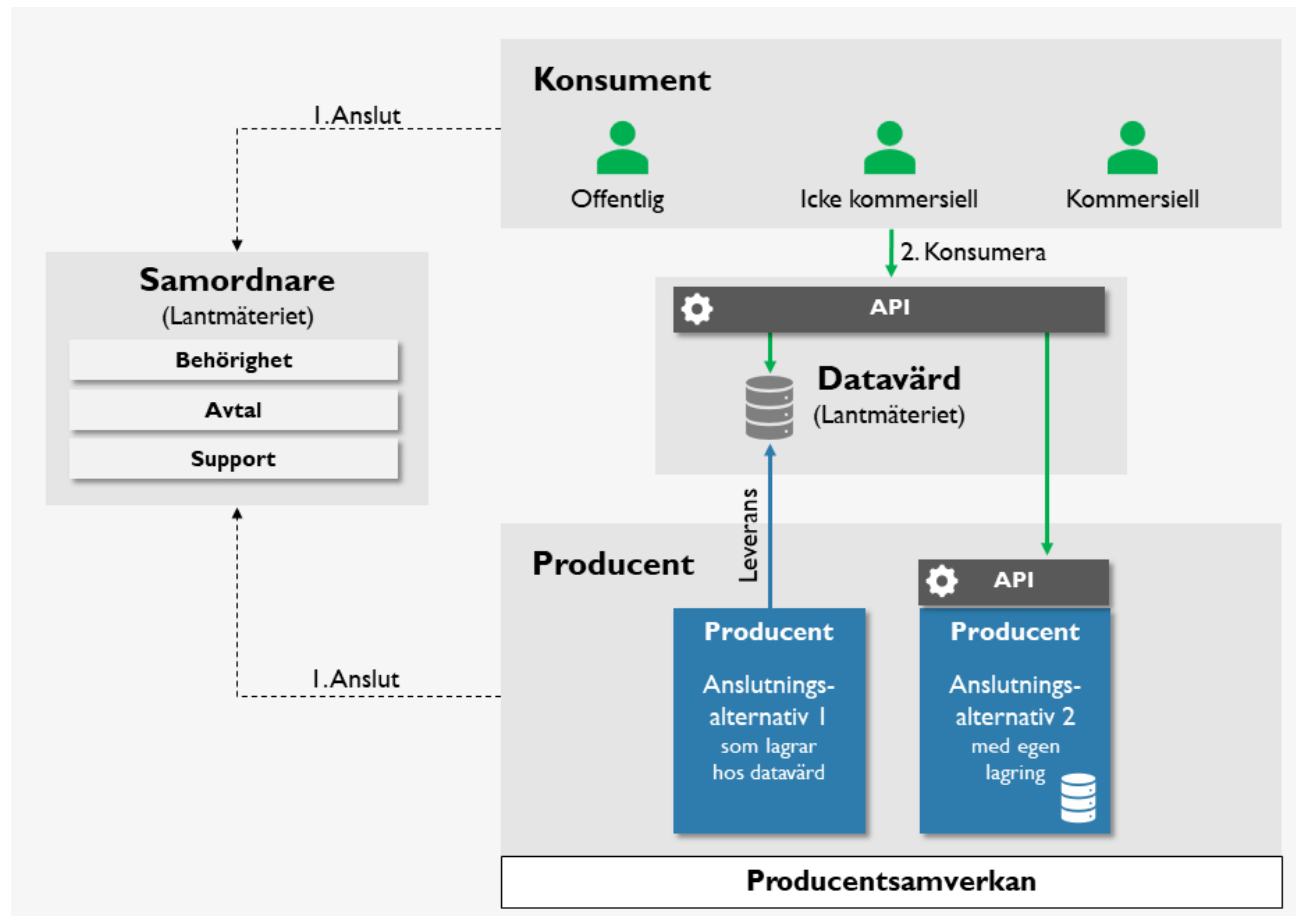 Konsument
1. Anslut
Offentlig
Icke kommersiell
Kommersiell
2. Konsumera
Samordnare
(Lantmäteriet)
Behörighet
Avtal
Support
API
Datavärd
(Lantmäteriet)
Leverans
Producent
API
Producent
Anslutnings-
alternativ 1
som lagrar
hos datavärd
Producent
Anslutnings-
alternativ 2
med egen
lagring
1. Anslut
Producentsamverkan